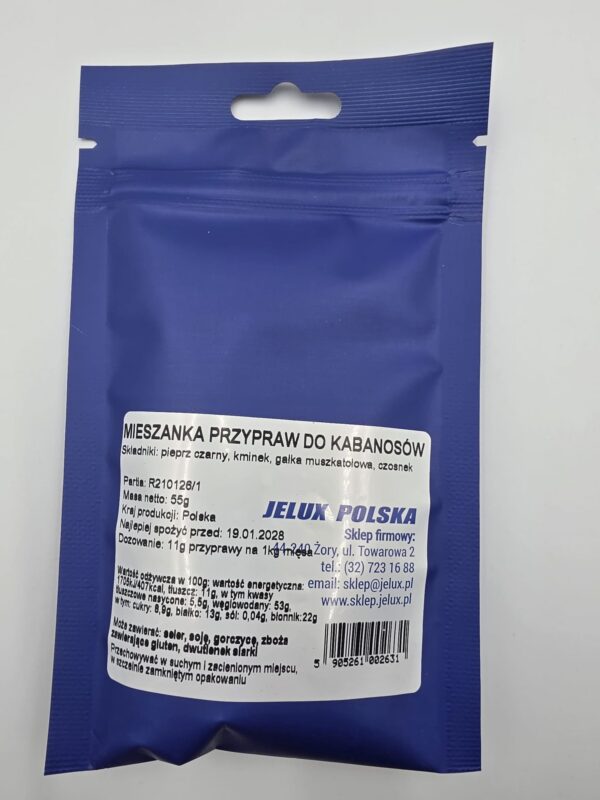 MIESZANKA PRZYPRAW DO KABANOSÓW
Składniki: pieprz czarny, kminek, gałka muszkatołowa, czosnek
Partia: R210126/1
Masa netto: 55g
Kraj produkcji: Polska
Najlepiej spożyć przed: 19.01.2028
Dozowanie: 11g przyprawy na 1kg mięsa
JELUX POLSKA
Sklep firmowy:
44-240 Żory, ul. Towarowa 2
tel.: (32) 723 16 88
email: sklep@jelux.pl
www.sklep.jelux.pl
Wartość odżywcza w 100g: wartość energetyczna:
1705kJ/407kcal, tłuszcz: 11g, w tym kwasy
tłuszczowe nasycone: 5,5g, węglowodany: 53g,
w tym: cukry: 8,9g, białko: 13g, sól: 0,04g, błonnik:22g
Może zawierać: seler, soję, gorczycę, zboża
zawierające gluten, dwutlenek siarki
Przechowywać w suchym i zacienionym miejscu,
w szczelnie zamkniętym opakowaniu
5 905261 002631